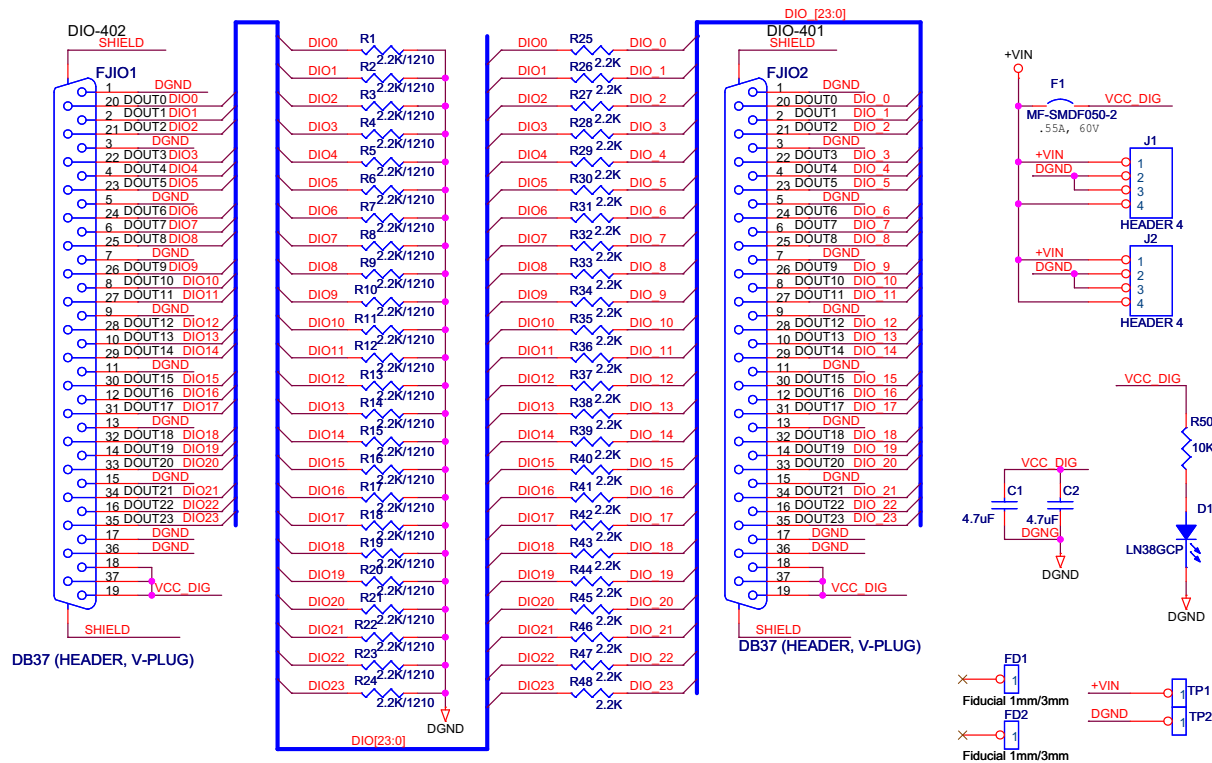 DIO-402
SHIELD
FJIO1
1 DGND
20 DOUT0 DIO0
2 DOUT1 DIO1
21 DOUT2 DIO2
3 DGND
22 DOUT3 DIO3
4 DOUT4 DIO4
23 DOUT5 DIO5
5 DGND
24 DOUT6 DIO6
6 DOUT7 DIO7
25 DOUT8 DIO8
7 DGND
26 DOUT9 DIO9
8 DOUT10 DIO10
27 DOUT11 DIO11
9 DGND
28 DOUT12 DIO12
10 DOUT13 DIO13
29 DOUT14 DIO14
11 DGND
30 DOUT15 DIO15
12 DOUT16 DIO16
31 DOUT17 DIO17
13 DGND
32 DOUT18 DIO18
14 DOUT19 DIO19
33 DOUT20 DIO20
15 DGND
34 DOUT21 DIO21
16 DOUT22 DIO22
35 DOUT23 DIO23
17 DGND
36 DGND
18
37
19 VCC_DIG
SHIELD
DB37 (HEADER, V-PLUG)
DIO0 R1 2.2K/1210
DIO1 R2 2.2K/1210
DIO2 R3 2.2K/1210
DIO3 R4 2.2K/1210
DIO4 R5 2.2K/1210
DIO5 R6 2.2K/1210
DIO6 R7 2.2K/1210
DIO7 R8 2.2K/1210
DIO8 R9 2.2K/1210
DIO9 R10 2.2K/1210
DIO10 R11 2.2K/1210
DIO11 R12 2.2K/1210
DIO12 R13 2.2K/1210
DIO13 R14 2.2K/1210
DIO14 R15 2.2K/1210
DIO15 R16 2.2K/1210
DIO16 R17 2.2K/1210
DIO17 R18 2.2K/1210
DIO18 R19 2.2K/1210
DIO19 R20 2.2K/1210
DIO20 R21 2.2K/1210
DIO21 R22 2.2K/1210
DIO22 R23 2.2K/1210
DIO23 R24 2.2K/1210
DGND
DIO[23:0]
DIO0 R25 2.2K DIO_0
DIO1 R26 2.2K DIO_1
DIO2 R27 2.2K DIO_2
DIO3 R28 2.2K DIO_3
DIO4 R29 2.2K DIO_4
DIO5 R30 2.2K DIO_5
DIO6 R31 2.2K DIO_6
DIO7 R32 2.2K DIO_7
DIO8 R33 2.2K DIO_8
DIO9 R34 2.2K DIO_9
DIO10 R35 2.2K DIO_10
DIO11 R36 2.2K DIO_11
DIO12 R37 2.2K DIO_12
DIO13 R38 2.2K DIO_13
DIO14 R39 2.2K DIO_14
DIO15 R40 2.2K DIO_15
DIO16 R41 2.2K DIO_16
DIO17 R42 2.2K DIO_17
DIO18 R43 2.2K DIO_18
DIO19 R44 2.2K DIO_19
DIO20 R45 2.2K DIO_20
DIO21 R46 2.2K DIO_21
DIO22 R47 2.2K DIO_22
DIO23 R48 2.2K DIO_23
DIO_[23:0]
DIO-401
SHIELD
FJIO2
1 DGND
20 DOUT0 DIO_0
2 DOUT1 DIO_1
21 DOUT2 DIO_2
3 DGND
22 DOUT3 DIO_3
4 DOUT4 DIO_4
23 DOUT5 DIO_5
5 DGND
24 DOUT6 DIO_6
6 DOUT7 DIO_7
25 DOUT8 DIO_8
7 DGND
26 DOUT9 DIO_9
8 DOUT10 DIO_10
27 DOUT11 DIO_11
9 DGND
28 DOUT12 DIO_12
10 DOUT13 DIO_13
29 DOUT14 DIO_14
11 DGND
30 DOUT15 DIO_15
12 DOUT16 DIO_16
31 DOUT17 DIO_17
13 DGND
32 DOUT18 DIO_18
14 DOUT19 DIO_19
33 DOUT20 DIO_20
15 DGND
34 DOUT21 DIO_21
16 DOUT22 DIO_22
35 DOUT23 DIO_23
17 DGND
36 DGND
18
37
19 VCC_DIG
SHIELD
DB37 (HEADER, V-PLUG)
+VIN
F1
VCC_DIG
MF-SMDF050-2
.55A, 60V
J1
+VIN 1
DGND 2
3
4
HEADER 4
J2
+VIN 1
DGND 2
3
4
HEADER 4
VCC_DIG
R50
10K
D1
LN38GCP
DGND
VCC_DIG
C1 C2
4.7uF 4.7uF
DGNG
DGND
FD1
1
Fiducial 1mm/3mm
FD2
1
Fiducial 1mm/3mm
+VIN 1 TP1
DGND 1 TP2